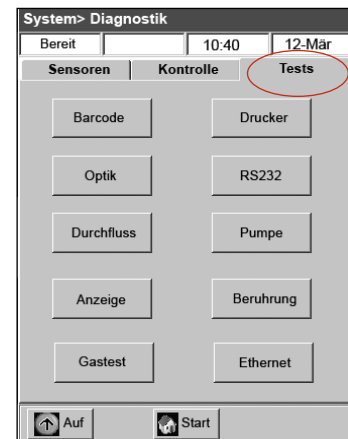 System> Diagnostik
Bereit 10:40 12-Mär
Sensoren Kontrolle Tests
Barcode Drucker
Optik RS232
Durchfluss Pumpe
Anzeige Beruhrung
Gastest Ethernet
Auf Start